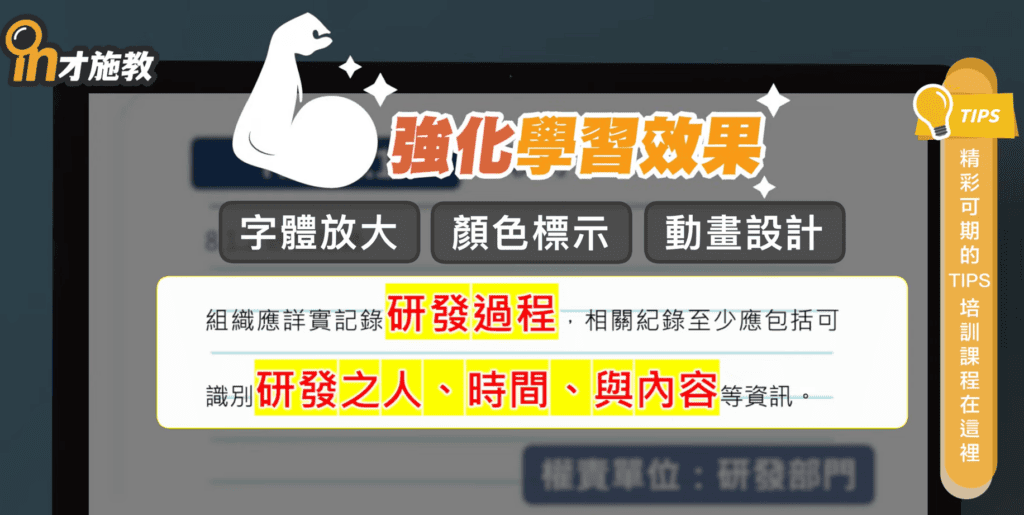 in才施教
強化學習效果
字體放大 顏色標示 動畫設計
組織應詳實記錄研發過程，相關紀錄至少應包括可
識別研發之人、時間、與內容等資訊。
權責單位：研發部門
TIPS
精彩可期的TIPS培訓課程在這裡